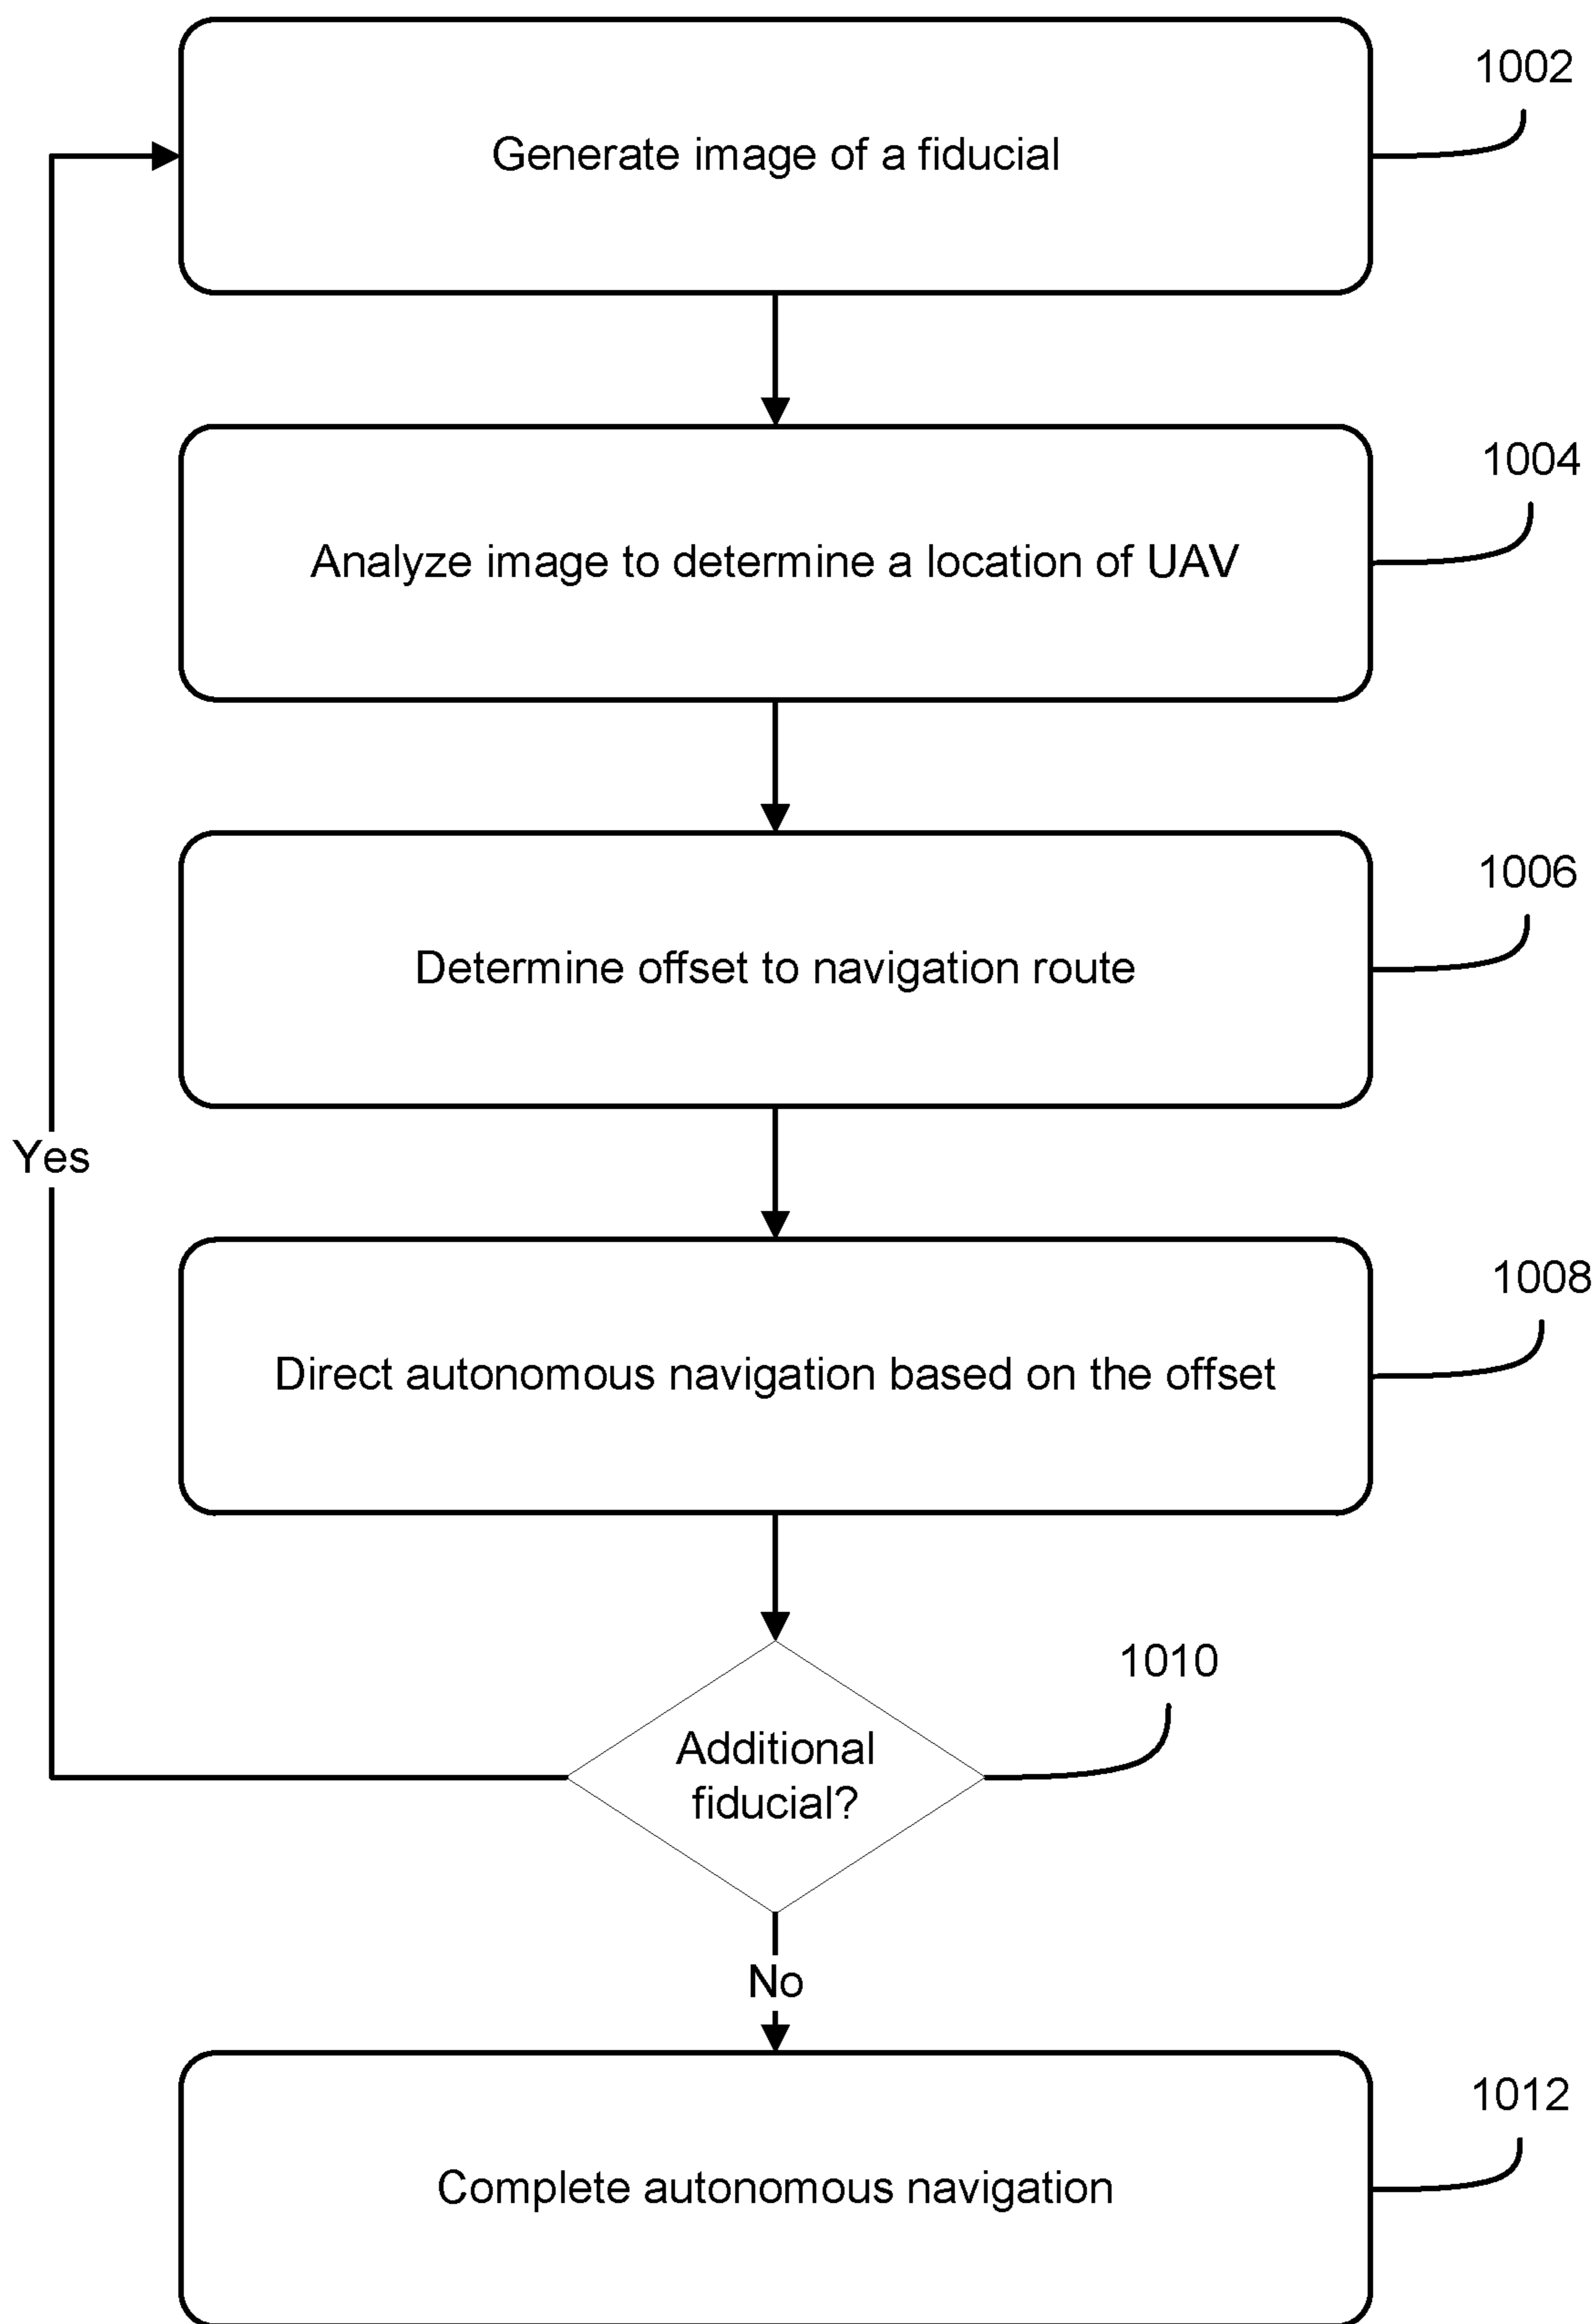 1002
Generate image of a fiducial
1004
Analyze image to determine a location of UAV
1006
Determine offset to navigation route
Yes
1008
Direct autonomous navigation based on the offset
1010
Additional
fiducial?
No
1012
Complete autonomous navigation